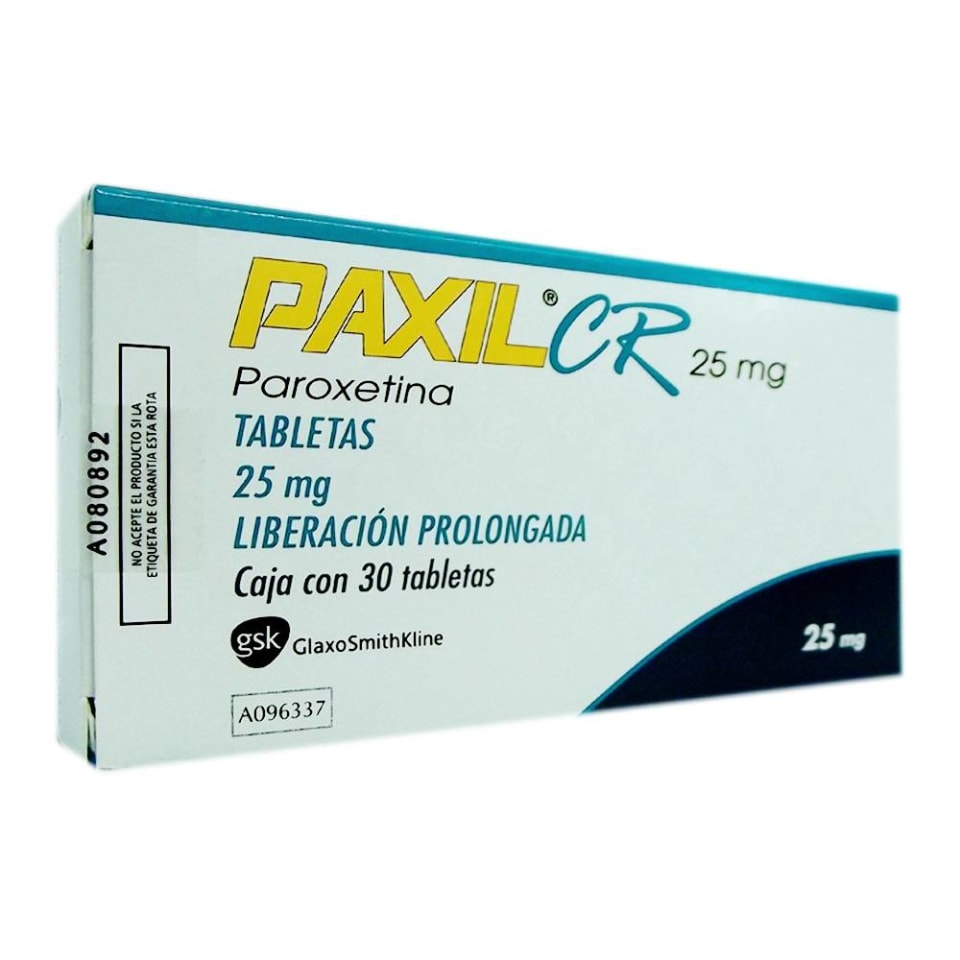 PAXIL® CR 25 mg
Paroxetina
TABLETAS
25 mg
LIBERACIÓN PROLONGADA
Caja con 30 tabletas
gsk GlaxoSmithKline
A096337
25 mg
A080892
NO ACEPTE EL PRODUCTO SI LA
ETIQUETA DE GARANTIA ESTA ROTA